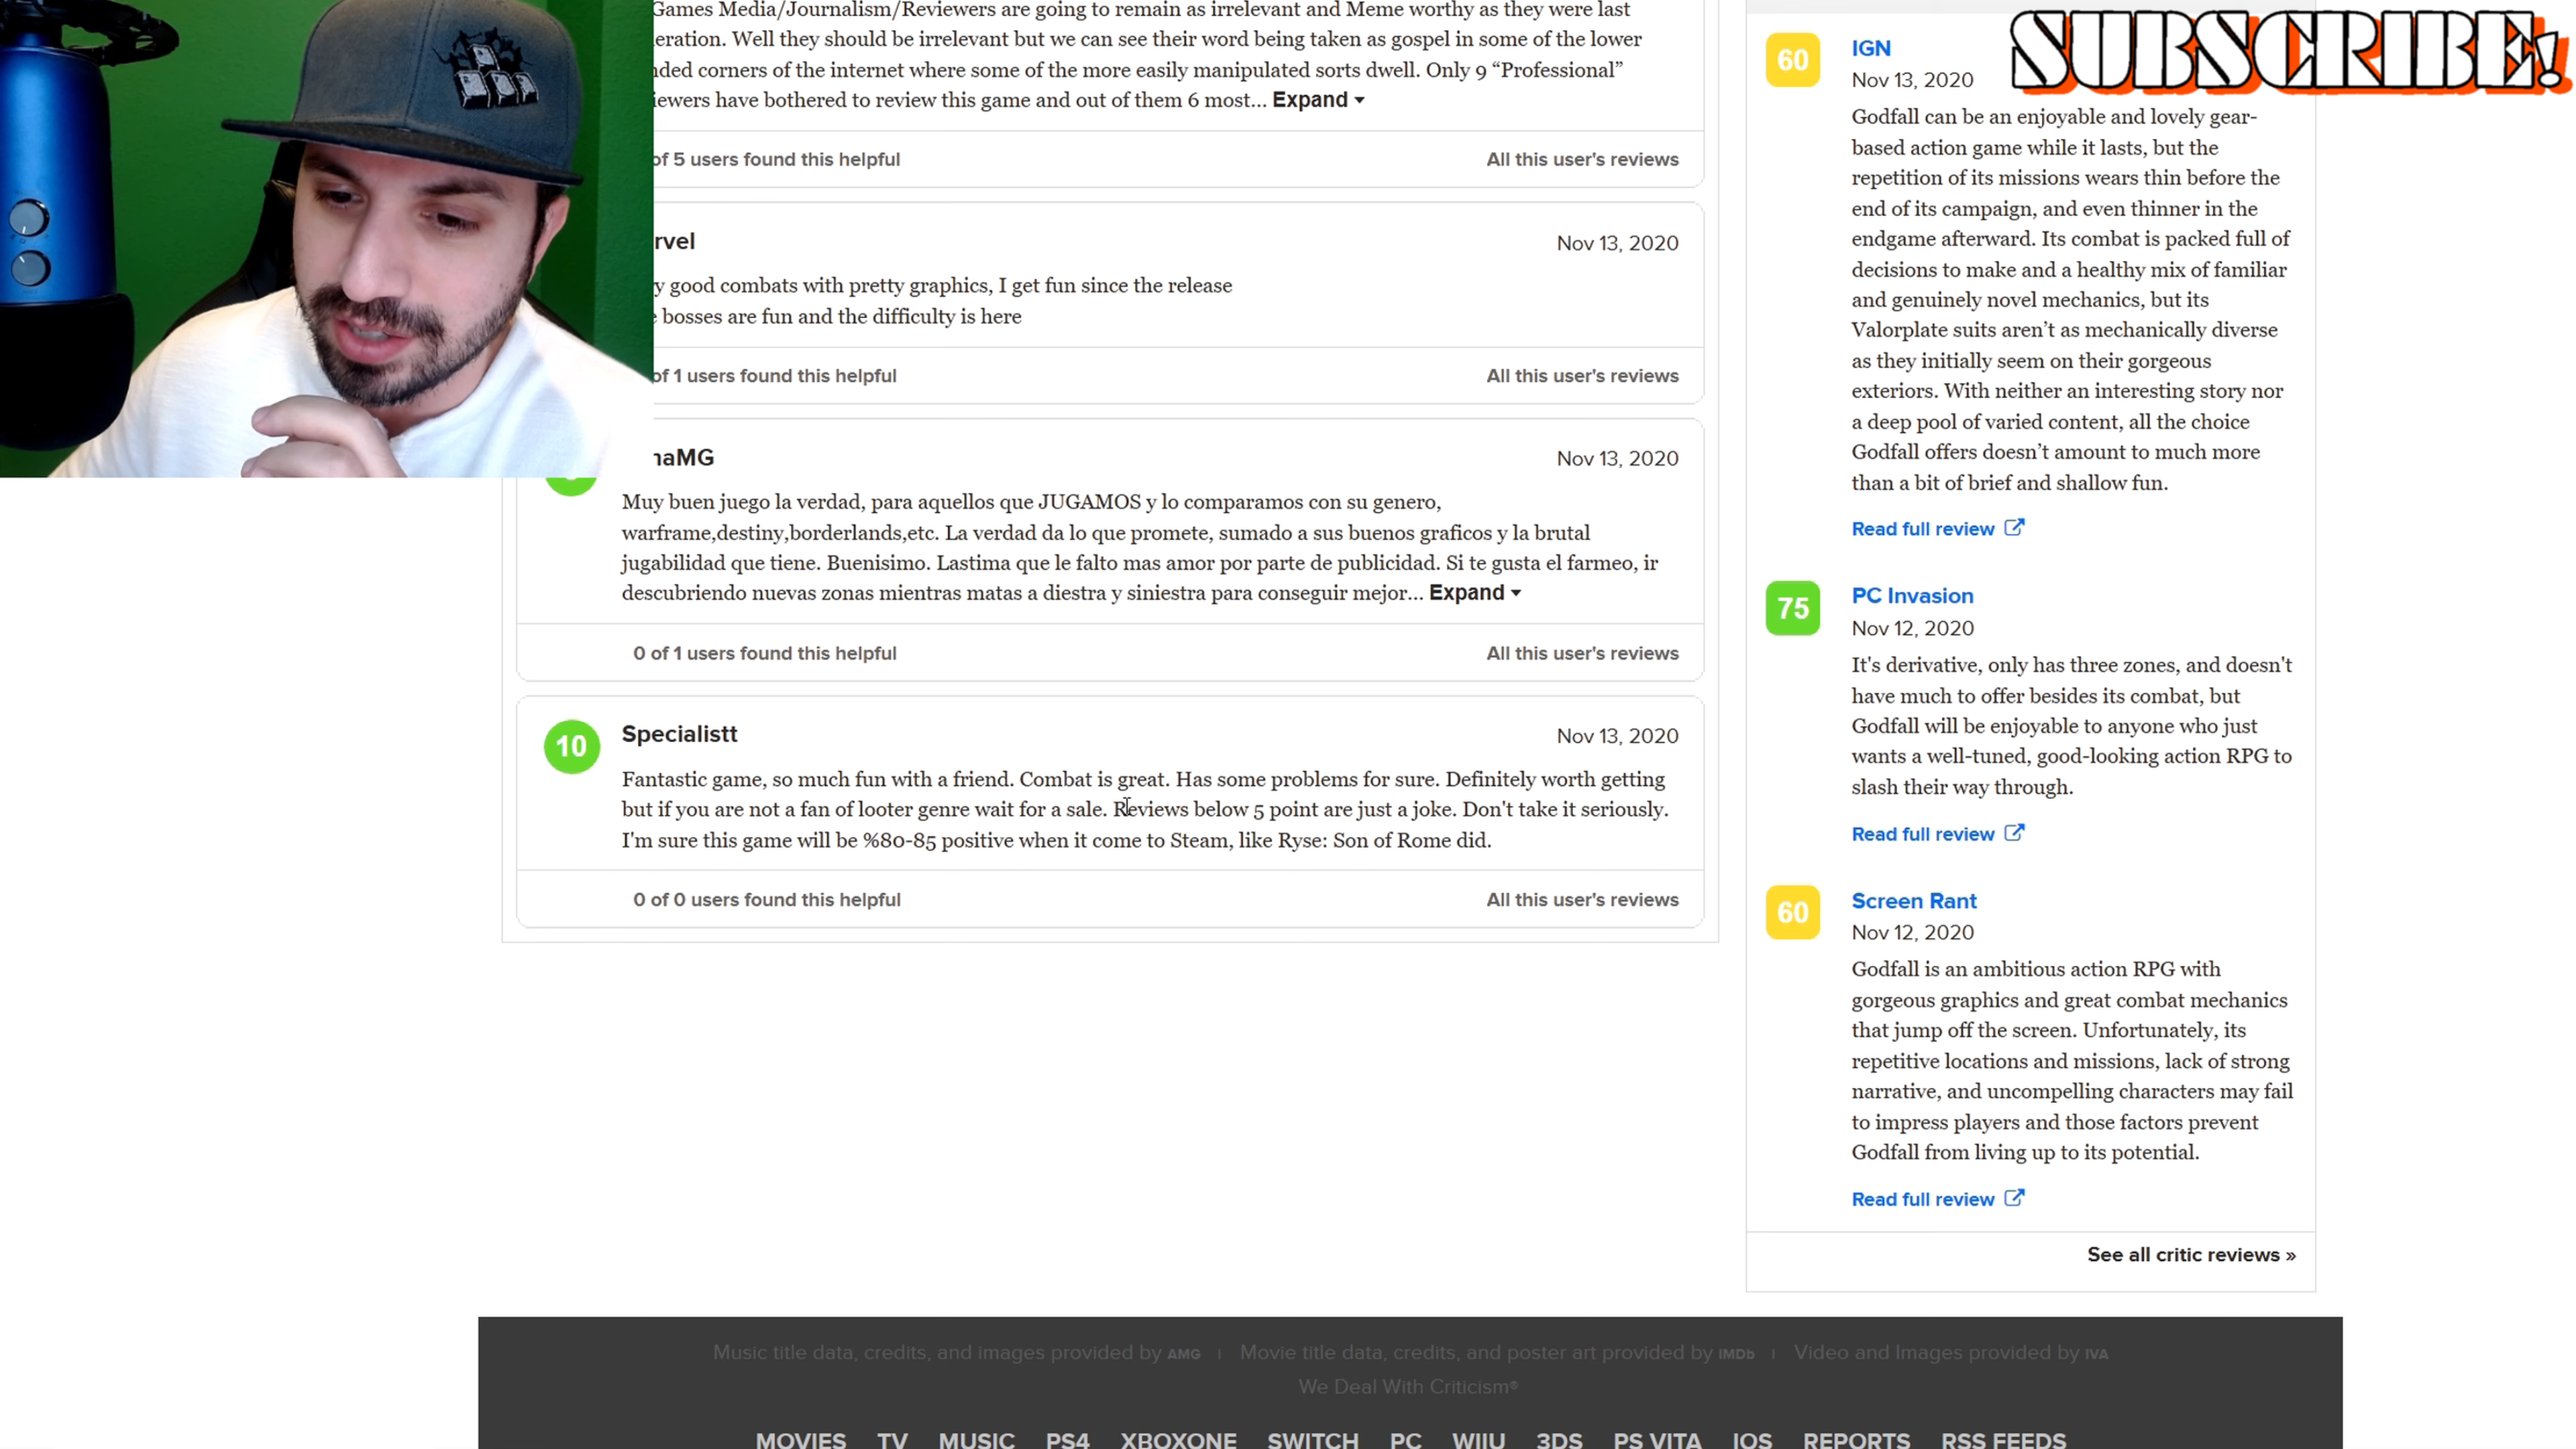 Games Media/Journalism/Reviewers are going to remain as irrelevant and Meme worthy as they were last
eration. Well they should be irrelevant but we can see their word being taken as gospel in some of the lower
nded corners of the internet where some of the more easily manipulated sorts dwell. Only 9 “Professional”
iewers have bothered to review this game and out of them 6 most... Expand
of 5 users found this helpful
All this user's reviews
rvel
Nov 13, 2020
y good combats with pretty graphics, I get fun since the release
e bosses are fun and the difficulty is here
of 1 users found this helpful
All this user's reviews
naMG
Nov 13, 2020
Muy buen juego la verdad, para aquellos que JUGAMOS y lo comparamos con su genero,
warframe,destiny,borderlands,etc. La verdad da lo que promete, sumado a sus buenos graficos y la brutal
jugabilidad que tiene. Buenisimo. Lastima que le falto mas amor por parte de publicidad. Si te gusta el farmeo, ir
descubriendo nuevas zonas mientras matas a diestra y siniestra para conseguir mejor... Expand
0 of 1 users found this helpful
All this user's reviews
10
Specialistt
Nov 13, 2020
Fantastic game, so much fun with a friend. Combat is great. Has some problems for sure. Definitely worth getting
but if you are not a fan of looter genre wait for a sale. Reviews below 5 point are just a joke. Don't take it seriously.
I'm sure this game will be %80-85 positive when it come to Steam, like Ryse: Son of Rome did.
0 of 0 users found this helpful
All this user's reviews
SUBSCRIBE!
60
IGN
Nov 13, 2020
Godfall can be an enjoyable and lovely gear-
based action game while it lasts, but the
repetition of its missions wears thin before the
end of its campaign, and even thinner in the
endgame afterward. Its combat is packed full of
decisions to make and a healthy mix of familiar
and genuinely novel mechanics, but its
Valorplate suits aren’t as mechanically diverse
as they initially seem on their gorgeous
exteriors. With neither an interesting story nor
a deep pool of varied content, all the choice
Godfall offers doesn’t amount to much more
than a bit of brief and shallow fun.
Read full review
75
PC Invasion
Nov 12, 2020
It's derivative, only has three zones, and doesn't
have much to offer besides its combat, but
Godfall will be enjoyable to anyone who just
wants a well-tuned, good-looking action RPG to
slash their way through.
Read full review
60
Screen Rant
Nov 12, 2020
Godfall is an ambitious action RPG with
gorgeous graphics and great combat mechanics
that jump off the screen. Unfortunately, its
repetitive locations and missions, lack of strong
narrative, and uncompelling characters may fail
to impress players and those factors prevent
Godfall from living up to its potential.
Read full review
See all critic reviews »
Music title data, credits, and images provided by AMG | Movie title data, credits, and poster art provided by IMDb | Video and Images provided by IVA
We Deal With Criticism®
MOVIES TV MUSIC PS4 XBOXONE SWITCH PC WIIU 3DS PS VITA IOS REPORTS RSS FEEDS